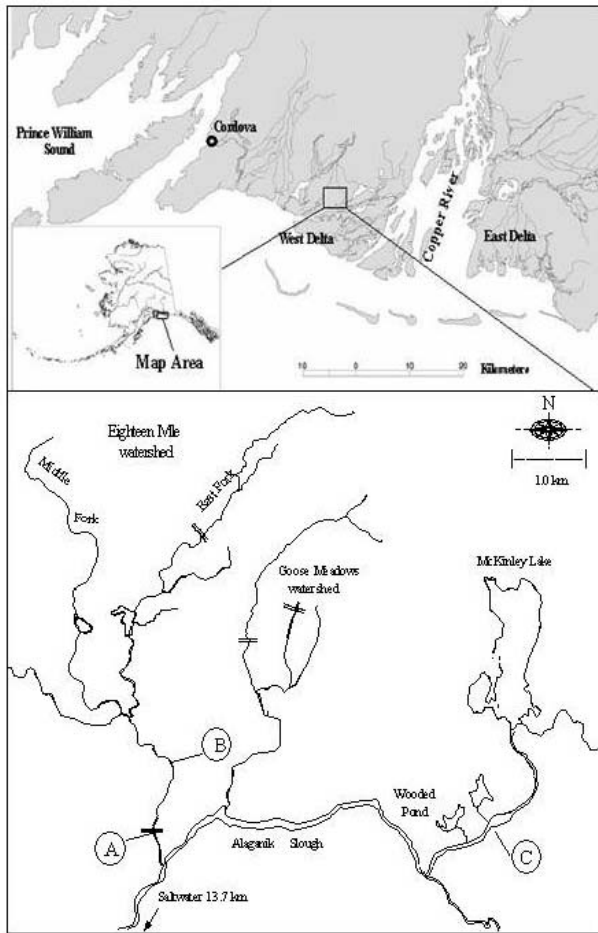 Prince William
Sound
Cordova
West Delta
Copper River
East Delta
Map Area
10
0
10
20
Kilometers
Eighteen Mile
watershed
Middle
Fork
East Fork
N
1.0 km
Goose Meadows
watershed
McKinley Lake
B
Wooded
Pond
A
Alaganik Slough
C
Saltwater 13.7 km